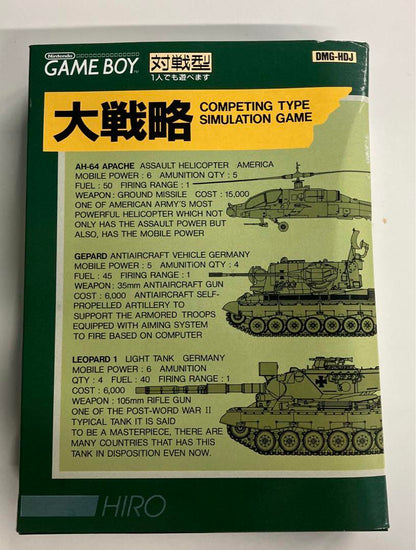 Nintendo
GAME BOY
対戦型
1人でも遊べます
DMG-HDJ
大戦略
COMPETING TYPE
SIMULATION GAME
AH-64 APACHE ASSAULT HELICOPTER AMERICA
MOBILE POWER : 6 AMUNITION QTY : 5
FUEL : 50 FIRING RANGE : 1
WEAPON : GROUND MISSILE COST : 15,000
ONE OF AMERICAN ARMY'S MOST
POWERFUL HELICOPTER WHICH NOT
ONLY HAS THE ASSAULT POWER BUT
ALSO, HAS THE MOBILE POWER
GEPARD ANTIAIRCRAFT VEHICLE GERMANY
MOBILE POWER : 5 AMUNITION QTY : 4
FUEL : 45 FIRING RANGE : 1
WEAPON : 35mm ANTIAIRCRAFT GUN
COST : 6,000 ANTIAIRCRAFT SELF-
PROPELLED ARTILLERY TO
SUPPORT THE ARMORED TROOPS
EQUIPPED WITH AIMING SYSTEM
TO FIRE BASED ON COMPUTER
LEOPARD 1 LIGHT TANK GERMANY
MOBILE POWER : 6 AMUNITION
QTY : 4 FUEL : 40 FIRING RANGE : 1
COST : 6,000
WEAPON : 105mm RIFLE GUN
ONE OF THE POST-WORD WAR II
TYPICAL TANK IT IS SAID
TO BE A MASTERPIECE, THERE ARE
MANY COUNTRIES THAT HAS THIS
TANK IN DISPOSITION EVEN NOW.
HIRO